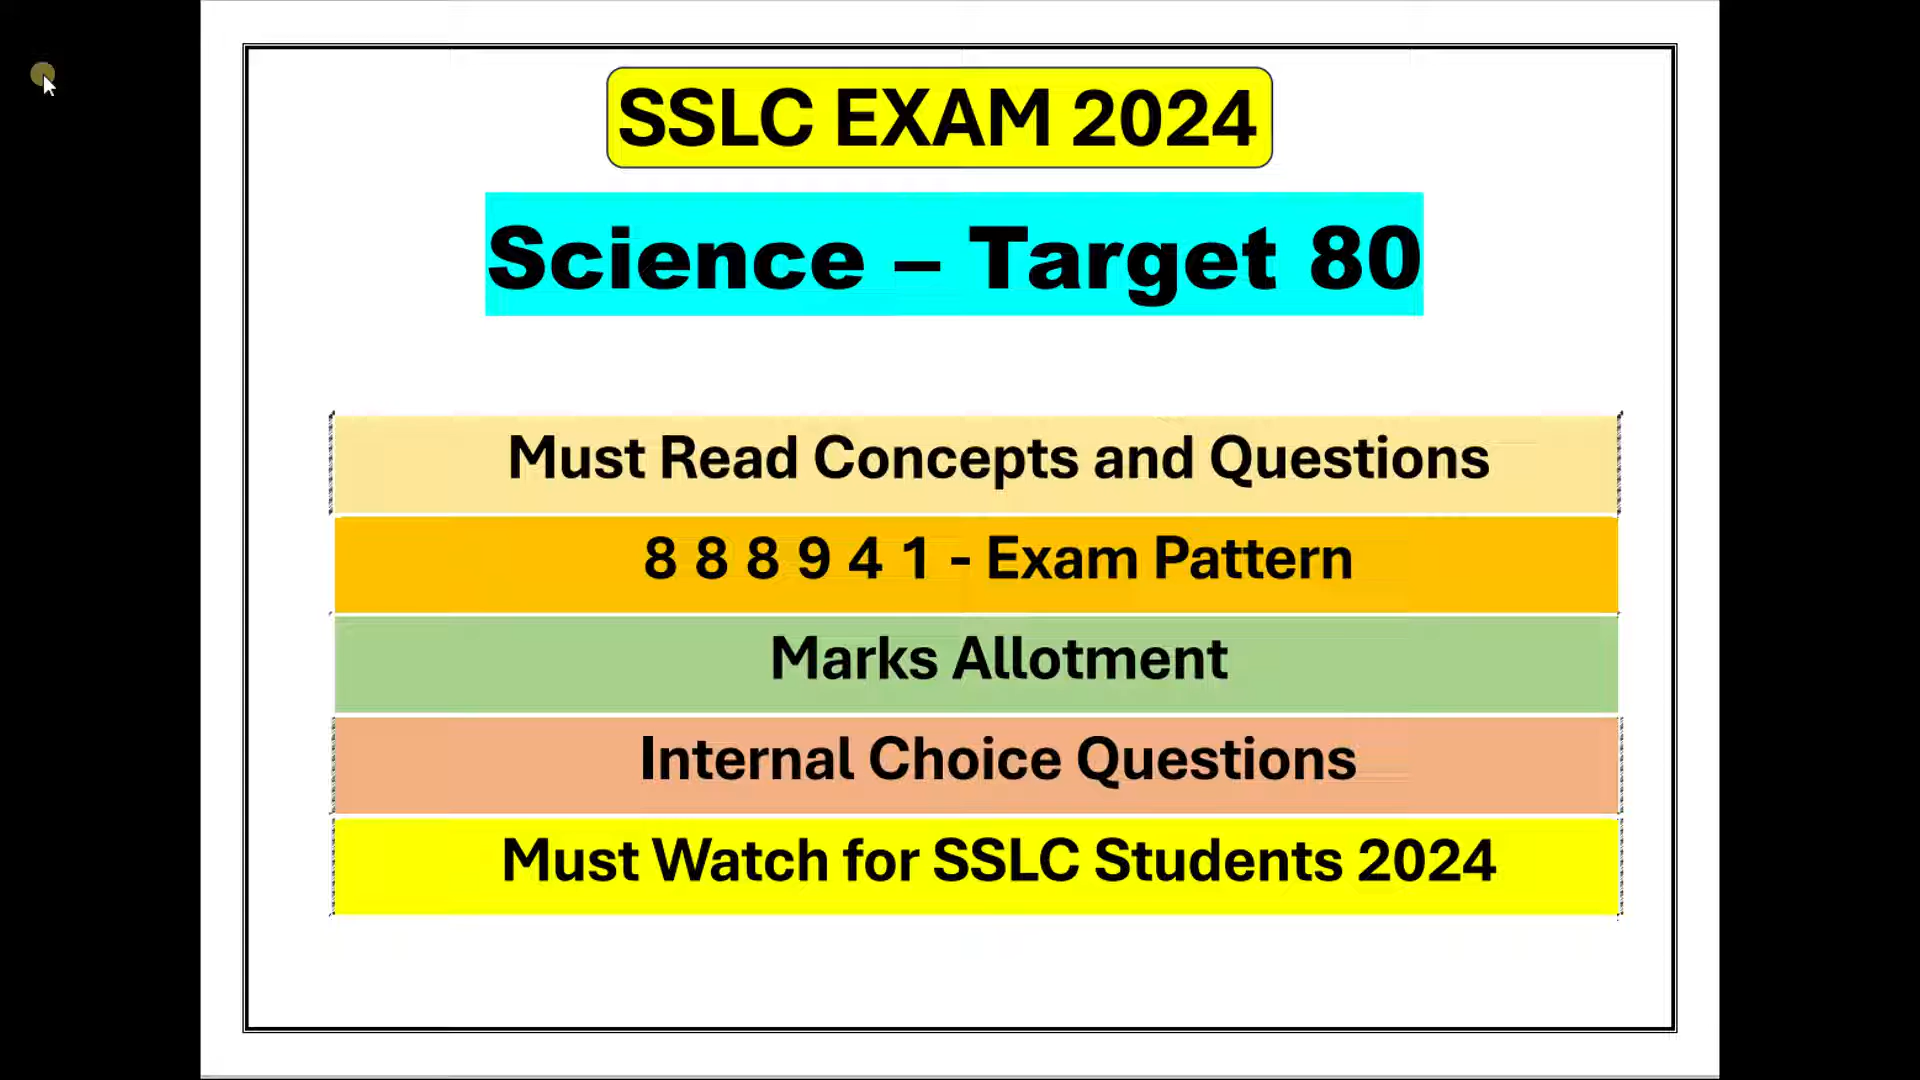 SSLC EXAM 2024
Science – Target 80
Must Read Concepts and Questions
8 8 8 9 4 1 - Exam Pattern
Marks Allotment
Internal Choice Questions
Must Watch for SSLC Students 2024